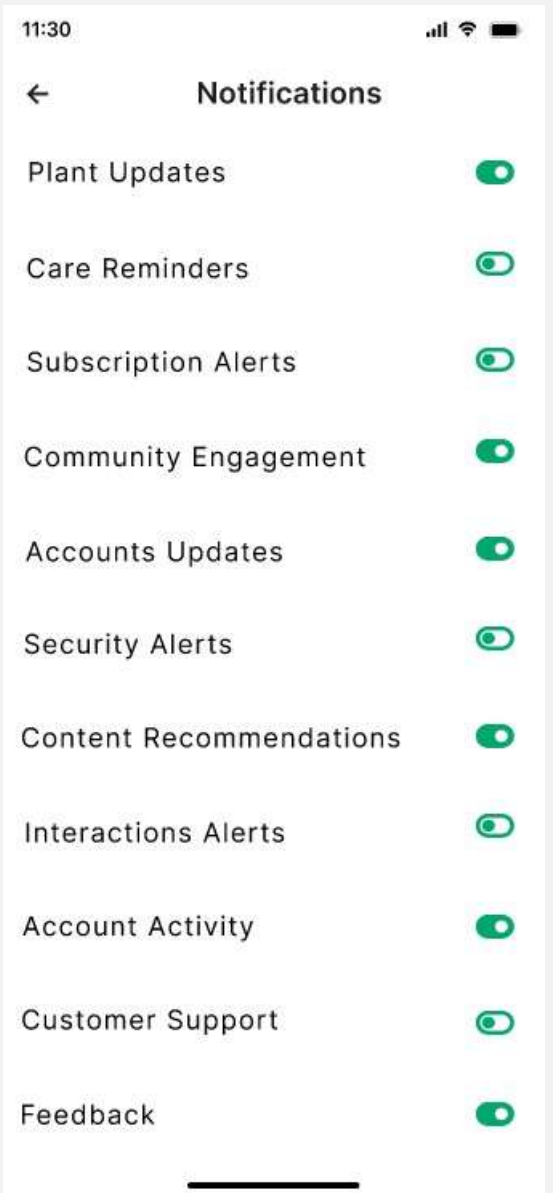 11:30
Notifications
Plant Updates
Care Reminders
Subscription Alerts
Community Engagement
Accounts Updates
Security Alerts
Content Recommendations
Interactions Alerts
Account Activity
Customer Support
Feedback